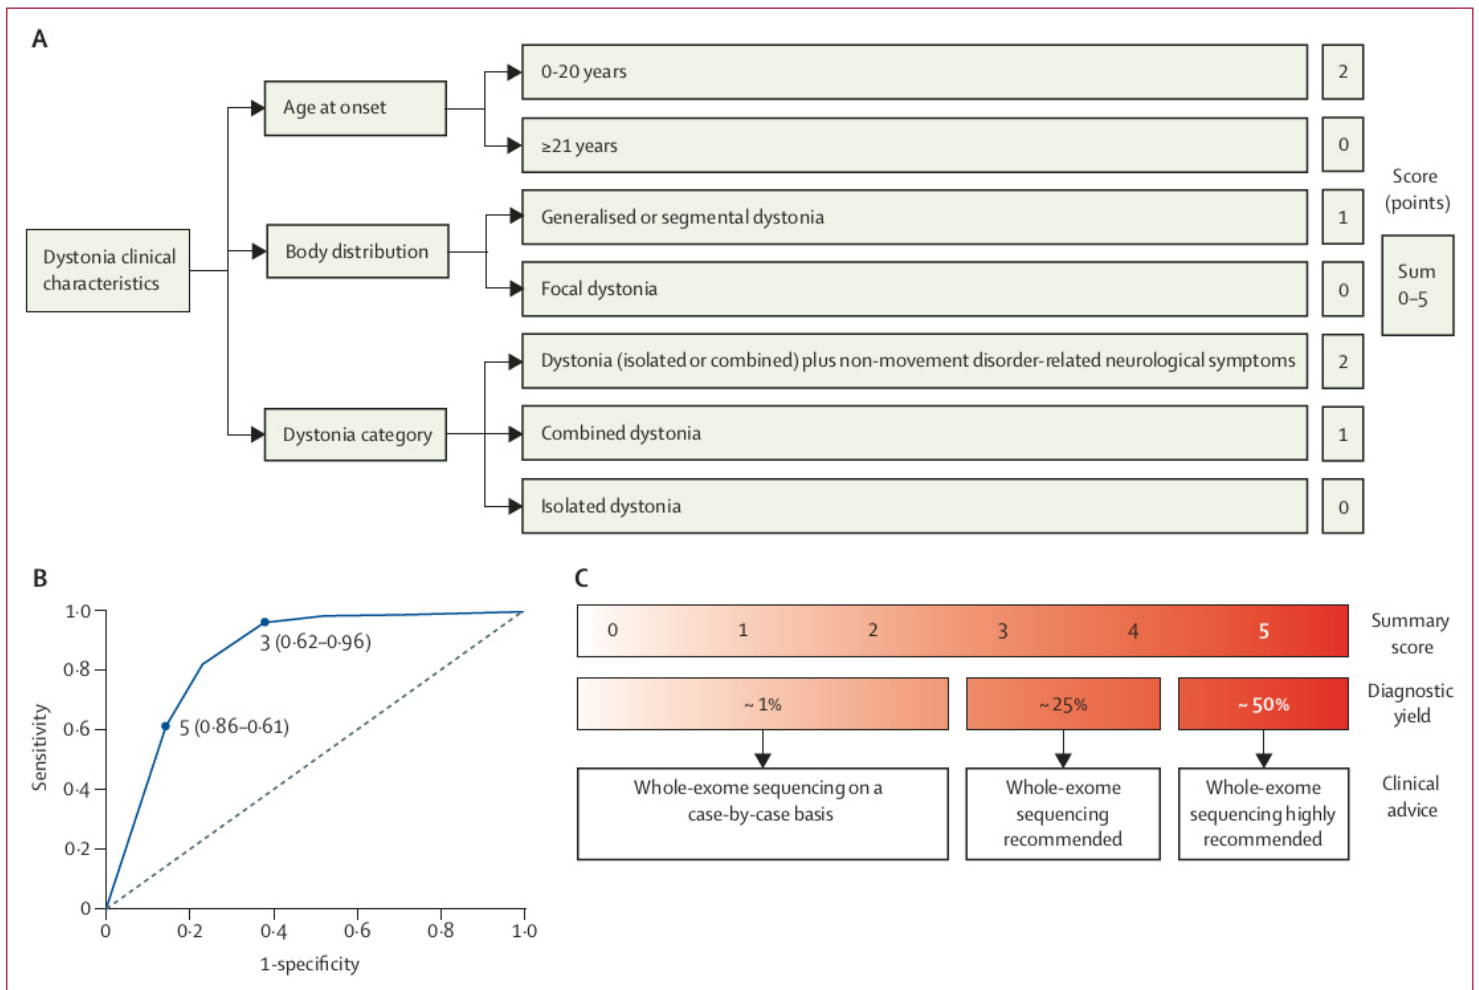 A
Dystonia clinical
characteristics
Age at onset
0-20 years
2
≥21 years
0
Body distribution
Generalised or segmental dystonia
1
Focal dystonia
0
Dystonia category
Dystonia (isolated or combined) plus non-movement disorder-related neurological symptoms
2
Combined dystonia
1
Isolated dystonia
0
Score
(points)
Sum
0–5
B
Sensitivity
1·0
0·8
0·6
0·4
0·2
0
3 (0·62–0·96)
5 (0·86–0·61)
0
0·2
0·4
0·6
0·8
1·0
1-specificity
C
0 1 2 3 4 5
Summary
score
~ 1% ~ 25% ~ 50%
Diagnostic
yield
Whole-exome sequencing on a
case-by-case basis
Whole-exome
sequencing
recommended
Whole-exome
sequencing highly
recommended
Clinical
advice